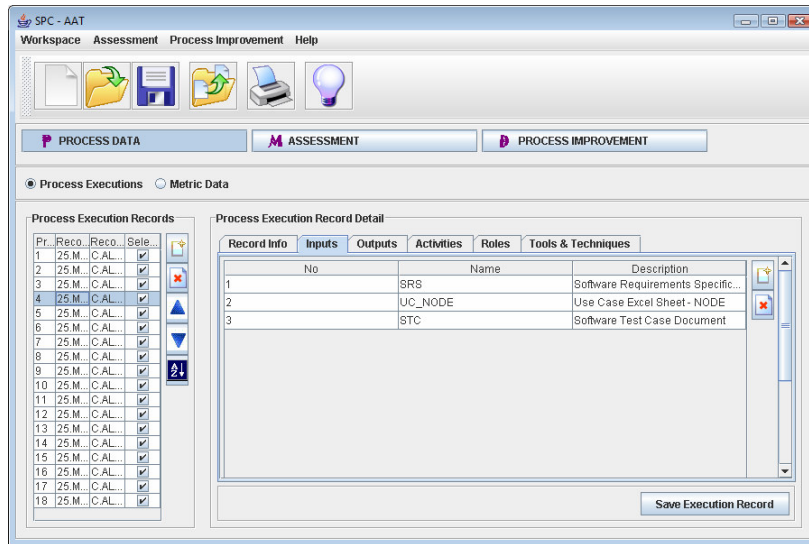 SPC - AAT
Workspace Assessment Process Improvement Help
PROCESS DATA ASSESSMENT PROCESS IMPROVEMENT
Process Executions Metric Data
Process Execution Records
Pr... Reco... Reco... Sele...
1 25.M... C.AL...
2 25.M... C.AL...
3 25.M... C.AL...
4 25.M... C.AL...
5 25.M... C.AL...
6 25.M... C.AL...
7 25.M... C.AL...
8 25.M... C.AL...
9 25.M... C.AL...
10 25.M... C.AL...
11 25.M... C.AL...
12 25.M... C.AL...
13 25.M... C.AL...
14 25.M... C.AL...
15 25.M... C.AL...
16 25.M... C.AL...
17 25.M... C.AL...
18 25.M... C.AL...
A Z
Process Execution Record Detail
Record Info Inputs Outputs Activities Roles Tools & Techniques
No Name Description
1 SRS Software Requirements Specific...
2 UC_NODE Use Case Excel Sheet - NODE
3 STC Software Test Case Document
Save Execution Record